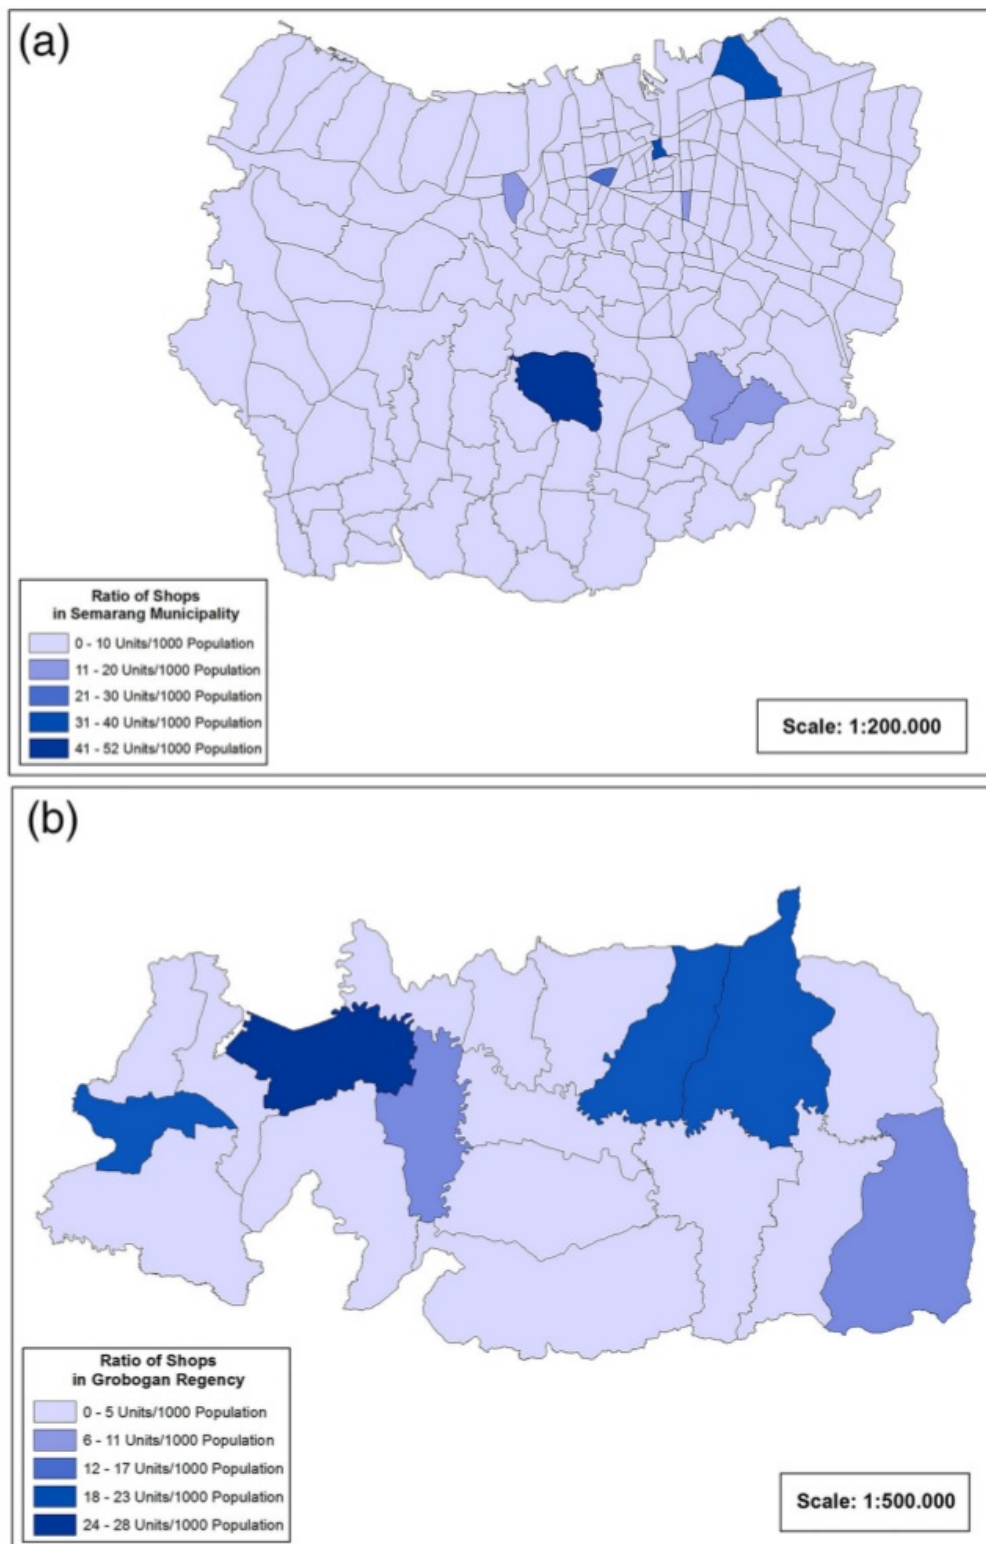 (a)
Ratio of Shops
in Semarang Municipality
0 - 10 Units/1000 Population
11 - 20 Units/1000 Population
21 - 30 Units/1000 Population
31 - 40 Units/1000 Population
41 - 52 Units/1000 Population
Scale: 1:200.000
(b)
Ratio of Shops
in Grobogan Regency
0 - 5 Units/1000 Population
6 - 11 Units/1000 Population
12 - 17 Units/1000 Population
18 - 23 Units/1000 Population
24 - 28 Units/1000 Population
Scale: 1:500.000